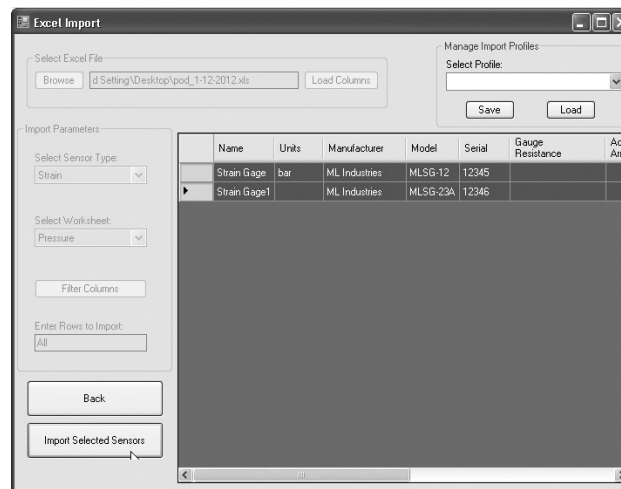 Excel Import
Select Excel File
Browse
d Setting\Desktop\pod_1-12-2012.xls
Load Columns
Manage Import Profiles
Select Profile:
Save
Load
Import Parameters
Select Sensor Type:
Strain
Select Worksheet:
Pressure
Filter Columns
Enter Rows to Import:
All
Back
Import Selected Sensors
Name Units Manufacturer Model Serial Gauge Resistance
Strain Gage bar ML Industries MLSG-12 12345
Strain Gage1 ML Industries MLSG-23A 12346